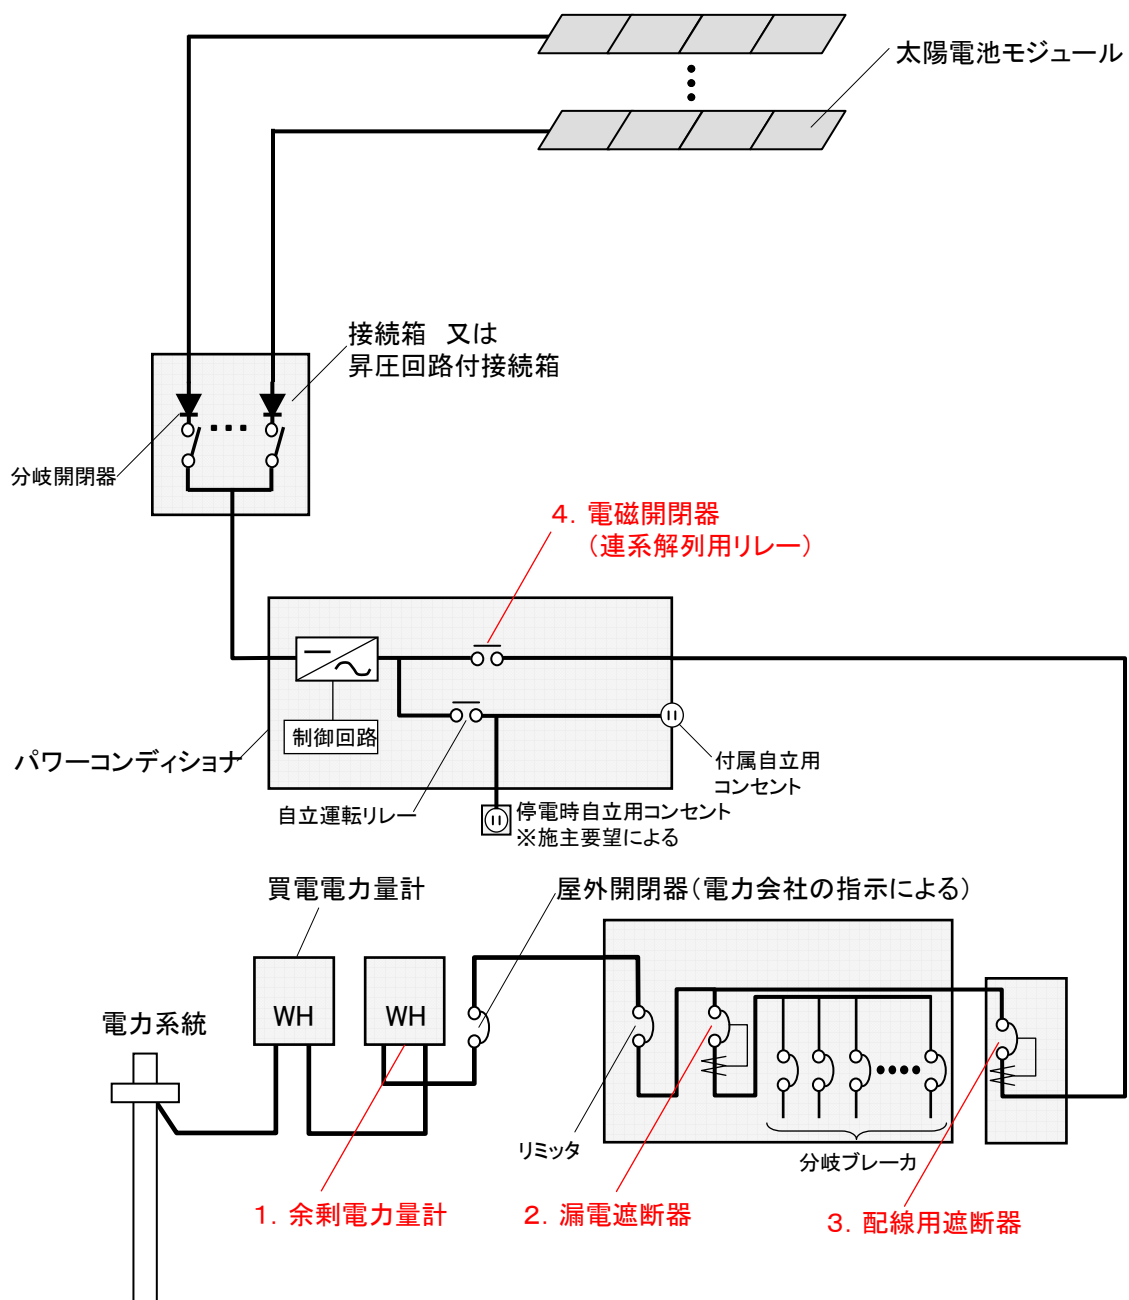 太陽電池モジュール
接続箱　又は
昇圧回路付接続箱
分岐開閉器
４．電磁開閉器
（連系解列用リレー）
制御回路
パワーコンディショナ
自立運転リレー
付属自立用
コンセント
停電時自立用コンセント
※施主要望による
買電電力量計
屋外開閉器（電力会社の指示による）
WH
WH
電力系統
リミッタ
分岐ブレーカ
１．余剰電力量計
２．漏電遮断器
３．配線用遮断器